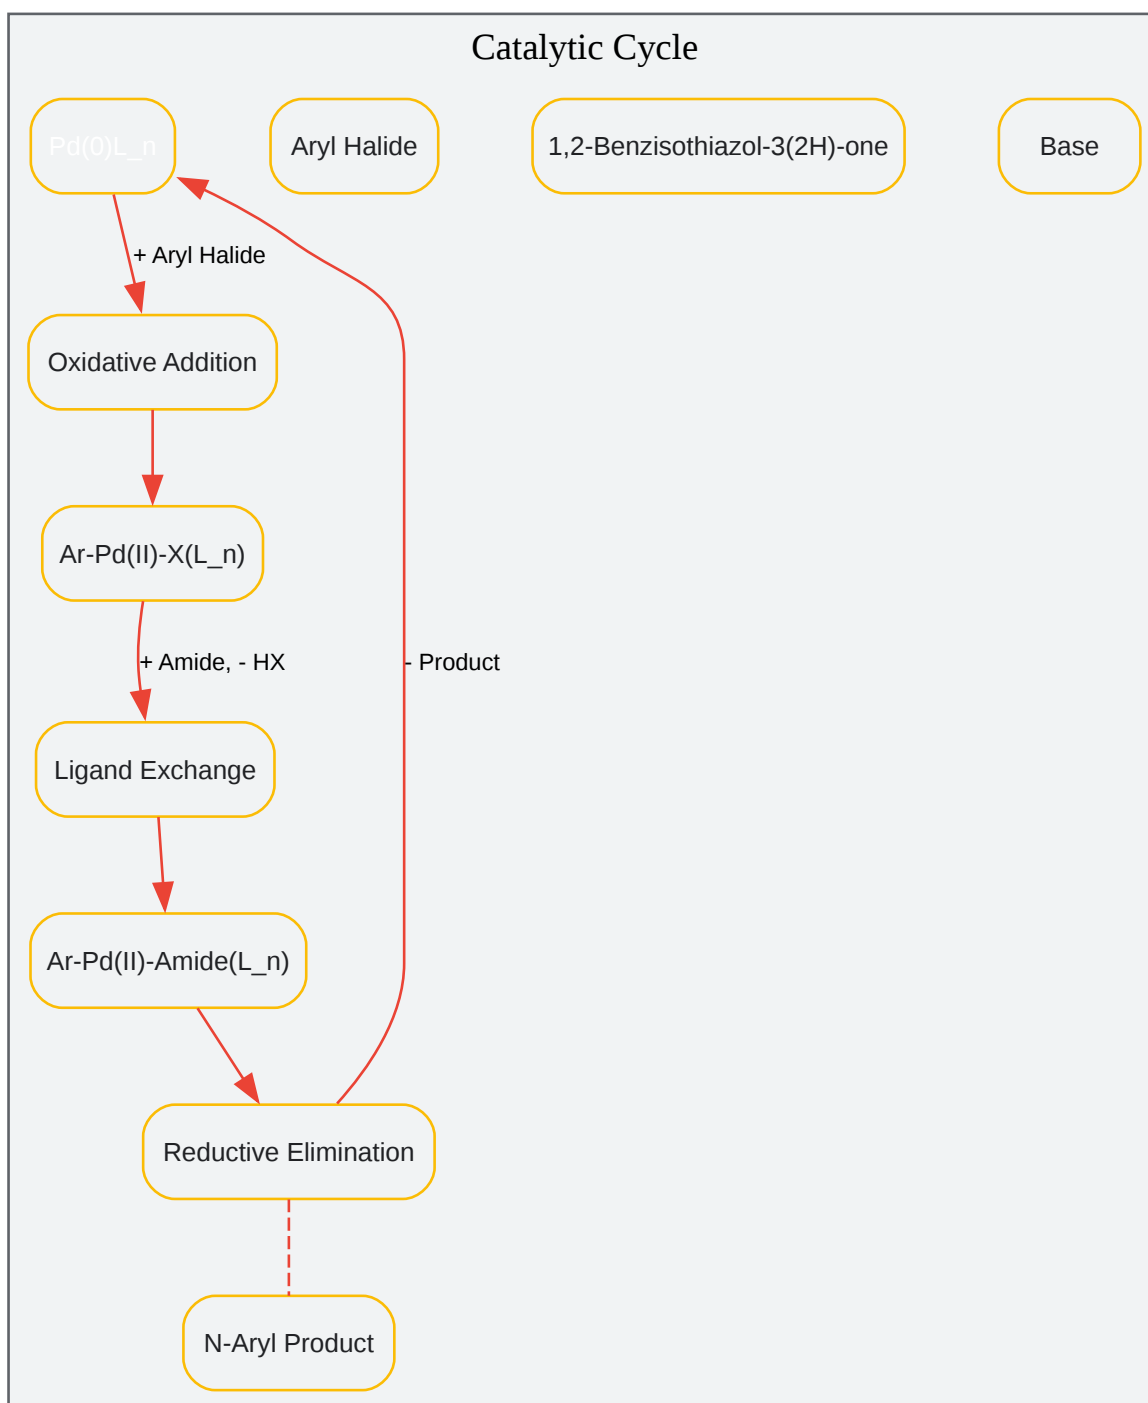 Catalytic Cycle
Pd(0)L_n
Aryl Halide
1,2-Benzisothiazol-3(2H)-one
Base
+ Aryl Halide
Oxidative Addition
Ar-Pd(II)-X(L_n)
+ Amide, - HX
- Product
Ligand Exchange
Ar-Pd(II)-Amide(L_n)
Reductive Elimination
N-Aryl Product